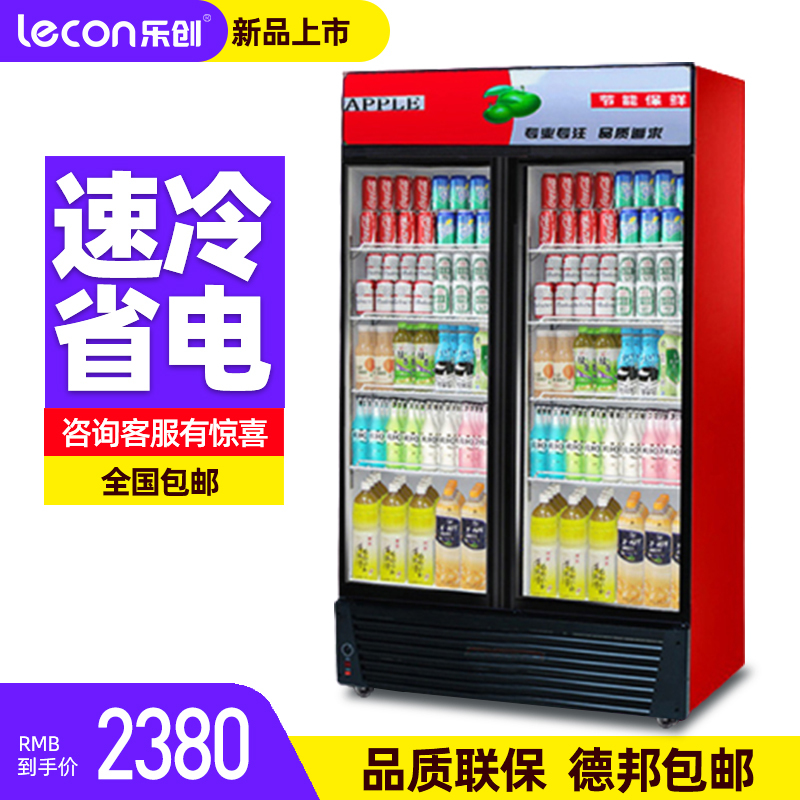 lecon乐创®
新品上市
APPLE
节能保鲜
专业专注 品质追求
速冷
省电
咨询客服有惊喜
全国包邮
RMB
到手价
2380
品质联保 德邦包邮